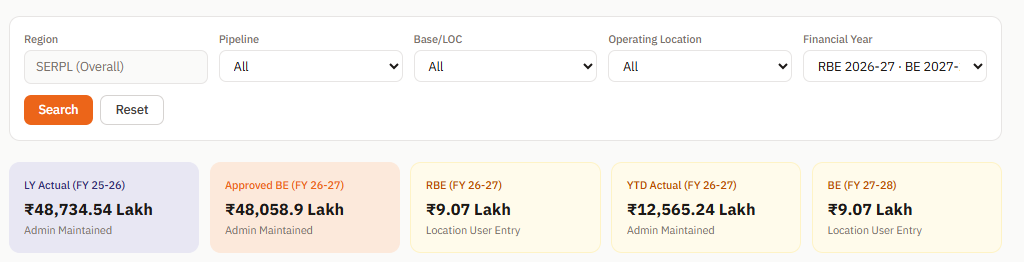 Region Pipeline Base/LOC Operating Location Financial Year
SERPL (Overall) All All All RBE 2026-27 · BE 2027-
Search Reset
LY Actual (FY 25-26) Approved BE (FY 26-27) RBE (FY 26-27) YTD Actual (FY 26-27) BE (FY 27-28)
₹48,734.54 Lakh ₹48,058.9 Lakh ₹9.07 Lakh ₹12,565.24 Lakh ₹9.07 Lakh
Admin Maintained Admin Maintained Location User Entry Admin Maintained Location User Entry